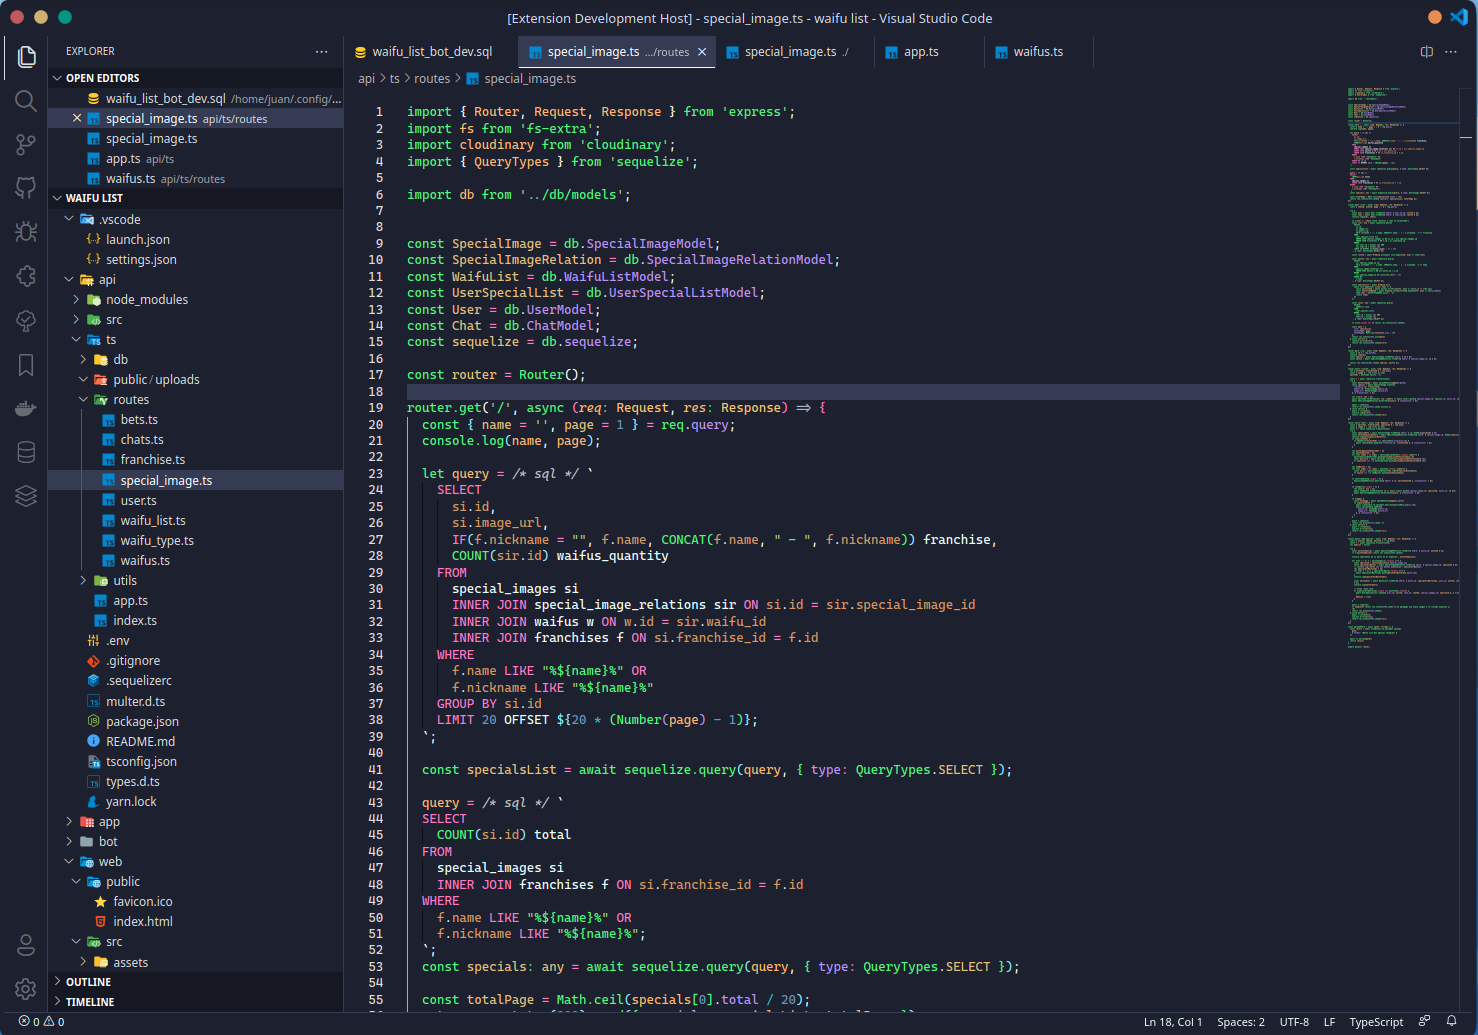 [Extension Development Host] - special_image.ts - waifu list - Visual Studio Code
EXPLORER
OPEN EDITORS
waifu_list_bot_dev.sql /home/juan/.config/...
special_image.ts api/ts/routes
special_image.ts
app.ts api/ts
waifus.ts api/ts/routes
WAIFU LIST
.vscode
launch.json
settings.json
api
node_modules
src
ts
db
public/uploads
routes
bets.ts
chats.ts
franchise.ts
special_image.ts
user.ts
waifu_list.ts
waifu_type.ts
waifus.ts
utils
app.ts
index.ts
.env
.gitignore
.sequelizerc
multer.d.ts
package.json
README.md
tsconfig.json
types.d.ts
yarn.lock
app
bot
web
public
favicon.ico
index.html
src
assets
OUTLINE
TIMELINE
waifu_list_bot_dev.sql
special_image.ts .../routes
special_image.ts ./
app.ts
waifus.ts
api > ts > routes > special_image.ts
1 import { Router, Request, Response } from 'express';
2 import fs from 'fs-extra';
3 import cloudinary from 'cloudinary';
4 import { QueryTypes } from 'sequelize';
5
6 import db from '../db/models';
7
8
9 const SpecialImage = db.SpecialImageModel;
10 const SpecialImageRelation = db.SpecialImageRelationModel;
11 const WaifuList = db.WaifuListModel;
12 const UserSpecialList = db.UserSpecialListModel;
13 const User = db.UserModel;
14 const Chat = db.ChatModel;
15 const sequelize = db.sequelize;
16
17 const router = Router();
18
19 router.get('/', async (req: Request, res: Response) => {
20 const { name = '', page = 1 } = req.query;
21 console.log(name, page);
22
23 let query = /* sql */ `
24 SELECT
25 si.id,
26 si.image_url,
27 IF(f.nickname = "", f.name, CONCAT(f.name, " - ", f.nickname)) franchise,
28 COUNT(sir.id) waifus_quantity
29 FROM
30 special_images si
31 INNER JOIN special_image_relations sir ON si.id = sir.special_image_id
32 INNER JOIN waifus w ON w.id = sir.waifu_id
33 INNER JOIN franchises f ON si.franchise_id = f.id
34 WHERE
35 f.name LIKE "%${name}%" OR
36 f.nickname LIKE "%${name}%"
37 GROUP BY si.id
38 LIMIT 20 OFFSET ${20 * (Number(page) - 1)};
39 `;
40
41 const specialsList = await sequelize.query(query, { type: QueryTypes.SELECT });
42
43 query = /* sql */ `
44 SELECT
45 COUNT(si.id) total
46 FROM
47 special_images si
48 INNER JOIN franchises f ON si.franchise_id = f.id
49 WHERE
50 f.name LIKE "%${name}%" OR
51 f.nickname LIKE "%${name}%";
52 `;
53 const specials: any = await sequelize.query(query, { type: QueryTypes.SELECT });
54
55 const totalPage = Math.ceil(specials[0].total / 20);
0 0
Ln 18, Col 1
Spaces: 2
UTF-8
LF
TypeScript